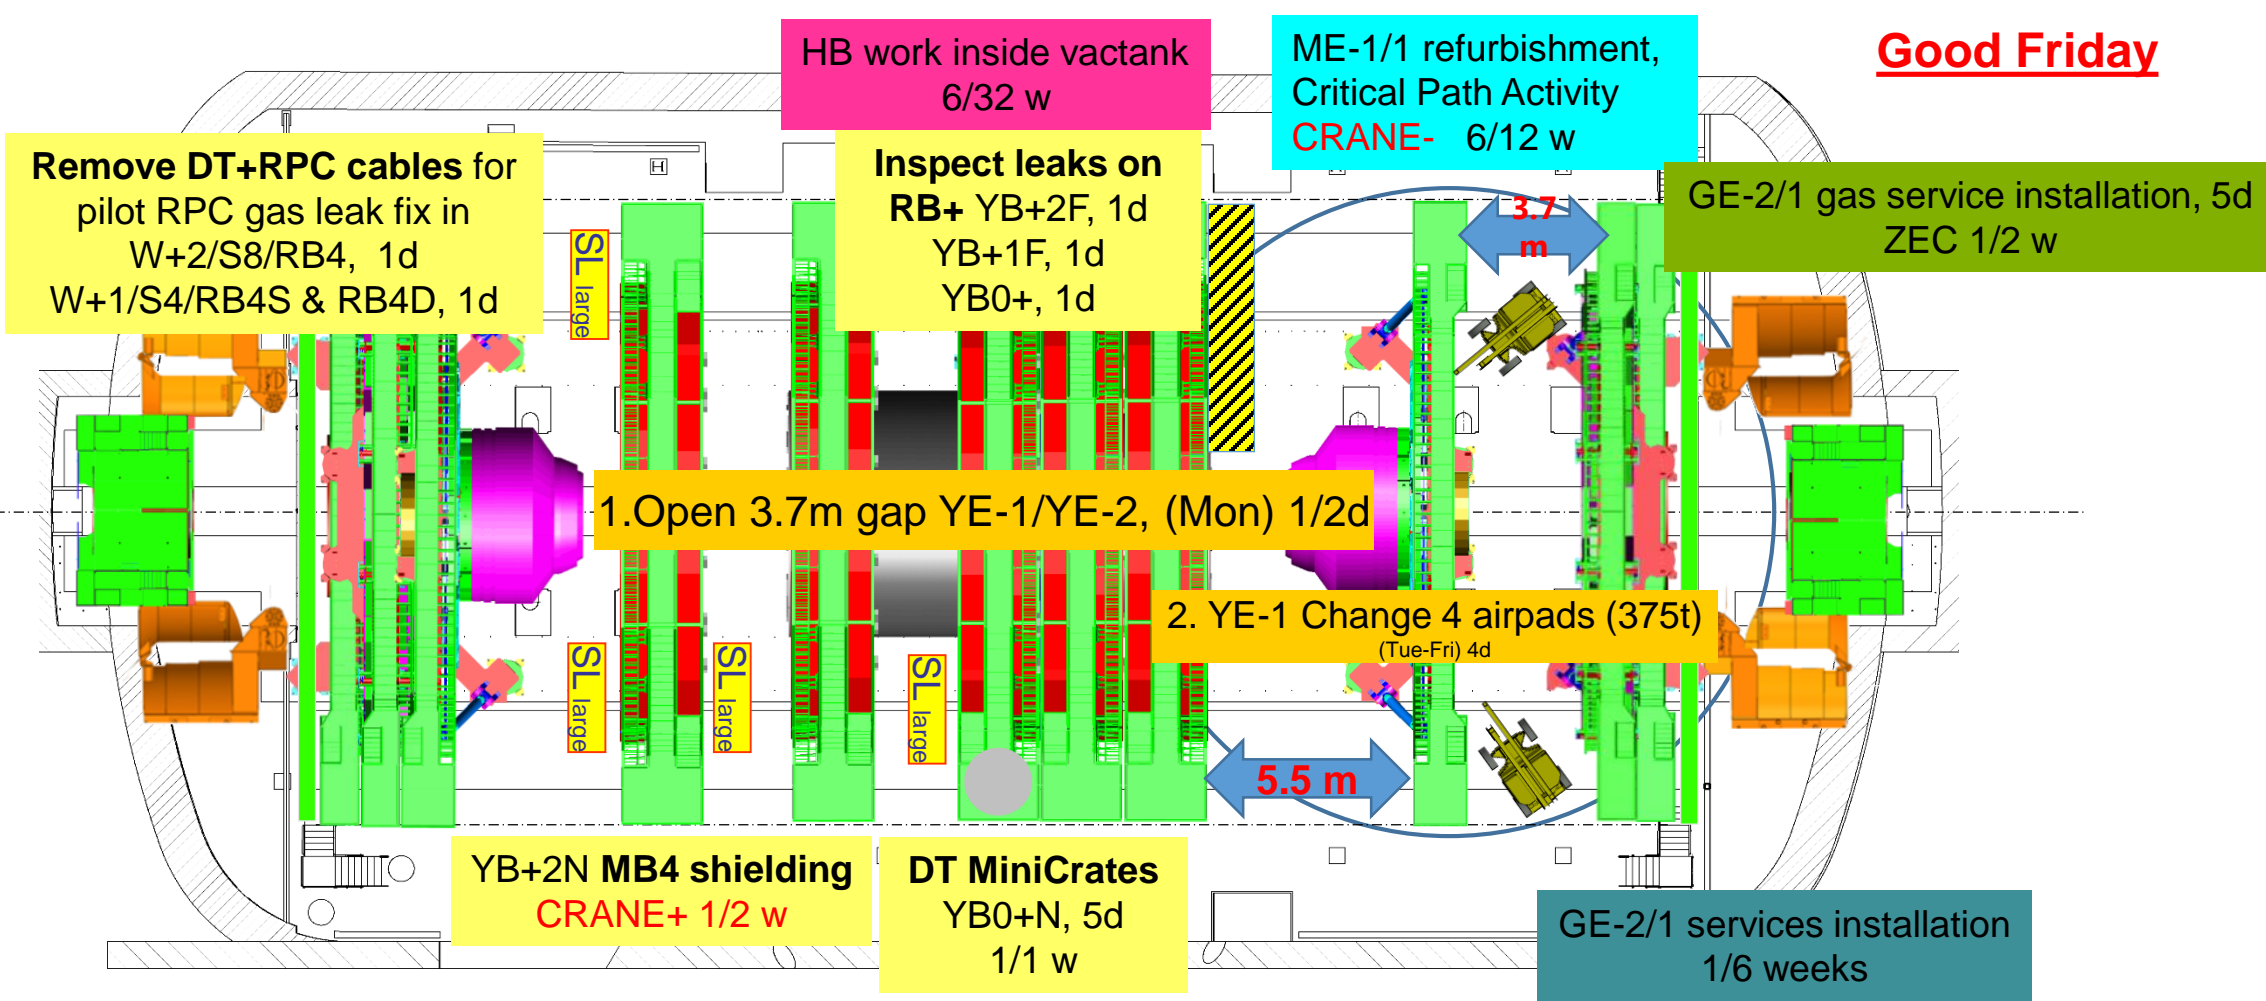 Good Friday
HB work inside vactank
6/32 w
ME-1/1 refurbishment,
Critical Path Activity
CRANE- 6/12 w
Remove DT+RPC cables for
pilot RPC gas leak fix in
W+2/S8/RB4, 1d
W+1/S4/RB4S & RB4D, 1d
Inspect leaks on
RB+ YB+2F, 1d
YB+1F, 1d
YB0+, 1d
GE-2/1 gas service installation, 5d
ZEC 1/2 w
H
3.7
m
SL large
1.Open 3.7m gap YE-1/YE-2, (Mon) 1/2d
2. YE-1 Change 4 airpads (375t)
(Tue-Fri) 4d
SL large
SL large
SL large
5.5 m
YB+2N MB4 shielding
CRANE+ 1/2 w
DT MiniCrates
YB0+N, 5d
1/1 w
GE-2/1 services installation
1/6 weeks